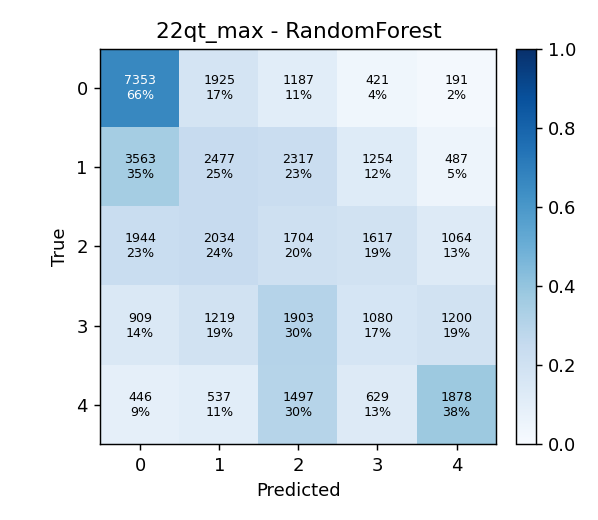 22qt_max - RandomForest
0 7353 1925 1187 421 191
66% 17% 11% 4% 2%
1 3563 2477 2317 1254 487
35% 25% 23% 12% 5%
2 1944 2034 1704 1617 1064
23% 24% 20% 19% 13%
3 909 1219 1903 1080 1200
14% 19% 30% 17% 19%
4 446 537 1497 629 1878
9% 11% 30% 13% 38%
0 1 2 3 4
Predicted
True
1.0
0.8
0.6
0.4
0.2
0.0